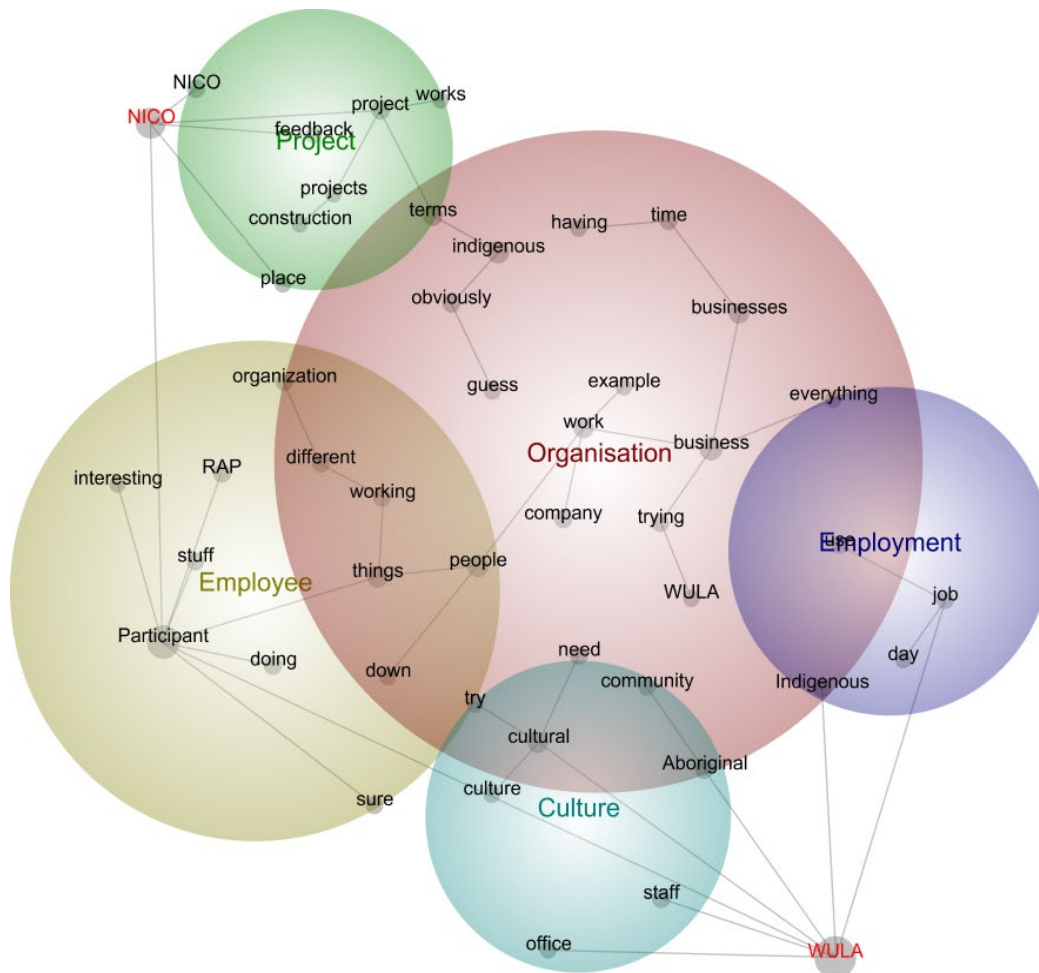 NICO
works
project
NICO
feedback
Project
projects
construction
terms
having
time
indigenous
place
obviously
businesses
organization
guess
example
everything
work
business
Organisation
different
RAP
interesting
working
company
trying
Employment
use
stuff
people
things
Employee
WULA
job
Participant
doing
need
day
down
community
Indigenous
try
cultural
Aboriginal
culture
sure
Culture
staff
office
WULA